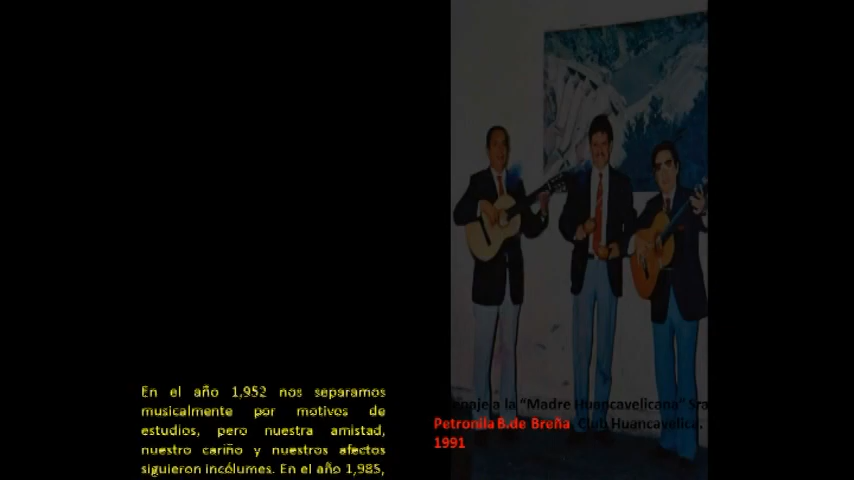 En el año 1,952 nos separamos
musicalmente por motivos de
estudios, pero nuestra amistad,
nuestro cariño y nuestros afectos
siguieron incólumes. En el año 1,985,
a la “Madre Huancavelicana” Sra
Petronila B.de Breña, Club Huancavelica.
1991